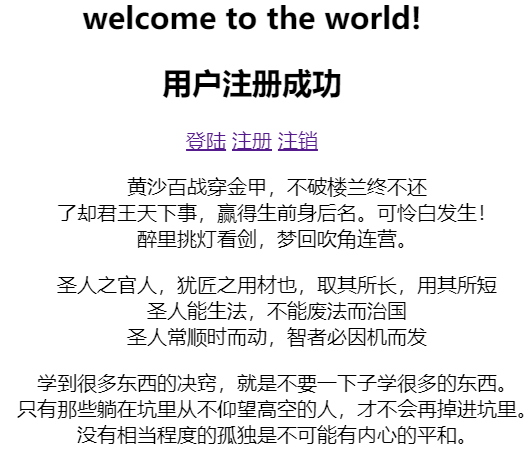 welcome to the world!
用户注册成功
登陆 注册 注销
黄沙百战穿金甲，不破楼兰终不还
了却君王天下事，赢得生前身后名。可怜白发生！
醉里挑灯看剑，梦回吹角连营。
圣人之官人，犹匠之用材也，取其所长，用其所短
圣人能生法，不能废法而治国
圣人常顺时而动，智者必因机而发
学到很多东西的决窍，就是不要一下子学很多的东西。
只有那些躺在坑里从不仰望高空的人，才不会再掉进坑里。
没有相当程度的孤独是不可能有内心的平和。